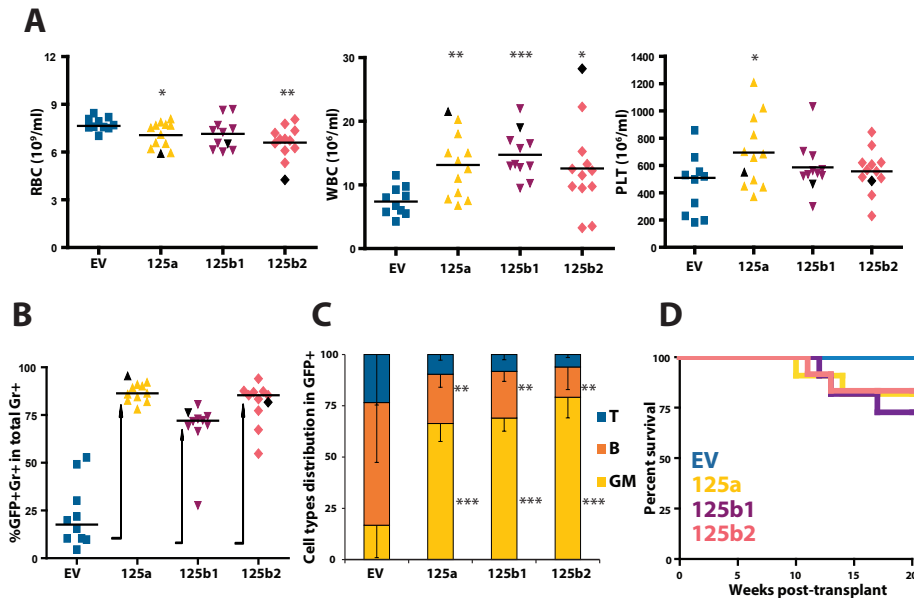 A
RBC (10⁹/ml)
12
9
6
3
0
*
**
EV
125a
125b1
125b2
WBC (10⁶/ml)
30
20
10
0
**
***
*
EV
125a
125b1
125b2
PLT (10⁶/ml)
1400
1200
1000
800
600
400
200
0
*
EV
125a
125b1
125b2
B
%GFP+Gr+ in total Gr+
100
75
50
25
0
EV
125a
125b1
125b2
C
Cell types distribution in GFP+
100
75
50
25
0
**
**
**
***
***
***
EV
125a
125b1
125b2
T
B
GM
D
Percent survival
100
50
0
EV
125a
125b1
125b2
0
5
10
15
20
Weeks post-transplant